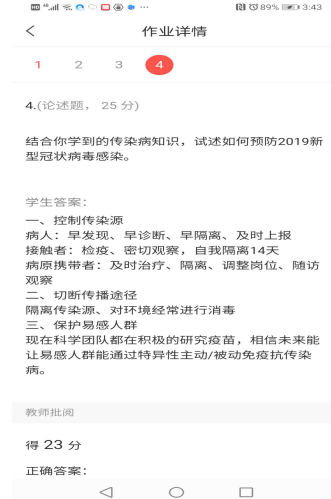 89% 3:43
作业详情
1 2 3 4
4.(论述题, 25 分)
结合你学到的传染病知识，试述如何预防2019新
型冠状病毒感染。
学生答案：
一、控制传染源
病人：早发现、早诊断、早隔离、及时上报
接触者：检疫、密切观察，自我隔离14天
病原携带者：及时治疗、隔离、调整岗位、随访
观察
二、切断传播途径
隔离传染源、对环境经常进行消毒
三、保护易感人群
现在科学团队都在积极的研究疫苗，相信未来能
让易感人群能通过特异性主动/被动免疫抗传染
病。
教师批阅
得 23 分
正确答案：